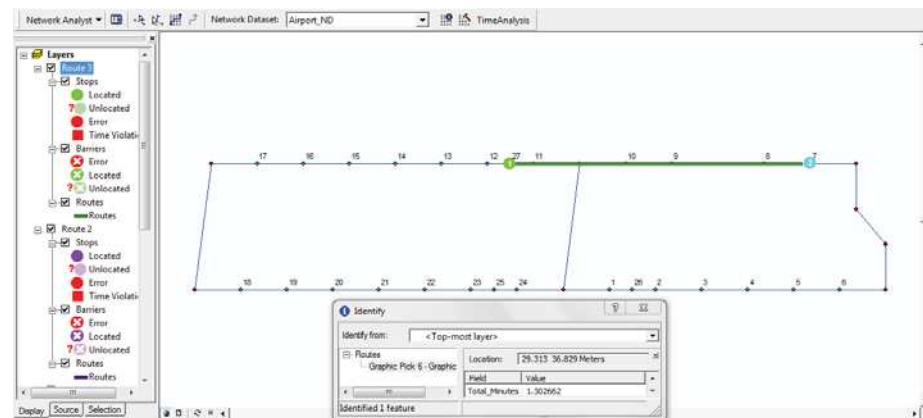 Network Analyst
Network Dataset: Airport_ND
TimeAnalysis
Layers
Route 3
Stops
Located
Unlocated
Error
Time Violati
Barriers
Error
Located
Unlocated
Routes
Routes
Route 2
Stops
Located
Unlocated
Error
Time Violati
Barriers
Error
Located
Unlocated
Routes
Routes
Display Source Selection
17 16 15 14 13 12 1 27 11 10 9 8 2 7
18 19 20 21 22 23 25 24 1 26 2 3 4 5 6
Identify
Identify from: <Top-most layer>
Routes
Graphic Pick 6 - Graphic
Location: 29.313 36.829 Meters
Field Value
Total_Minutes 1.302662
Identified 1 feature